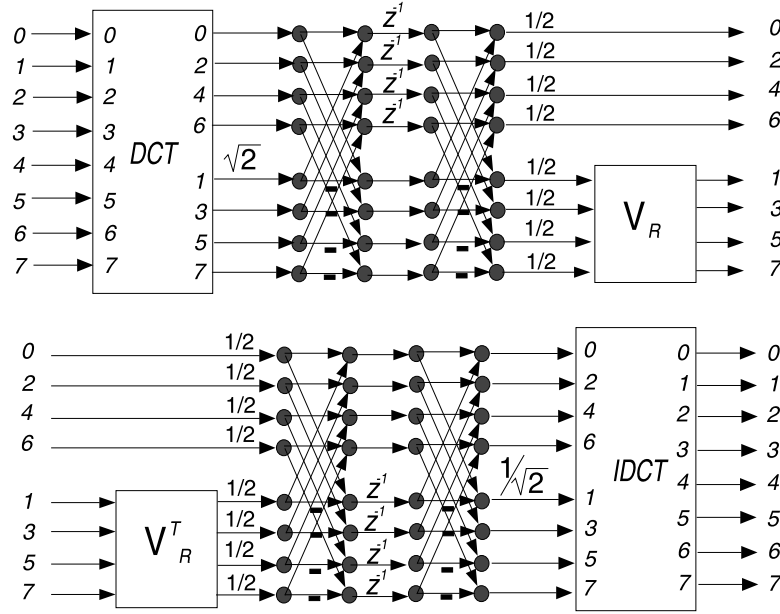 0 0 0 z⁻¹ 1/2 0
1 1 2 z⁻¹ 1/2 2
2 2 4 z⁻¹ 1/2 4
3 3 6 z⁻¹ 1/2 6
DCT
4 4 √2 1 - 1/2 1
5 5 3 - 1/2 V_R 3
6 6 5 - 1/2 5
7 7 7 - 1/2 7
0 1/2 0 0 0
2 1/2 2 1 1
4 1/2 4 2 2
6 1/2 6 3 3
IDCT
1 1/2 - z⁻¹ 1/√2 1 4 4
3 V_R^T 1/2 - z⁻¹ 3 5 5
5 1/2 - z⁻¹ 5 6 6
7 1/2 - z⁻¹ 7 7 7